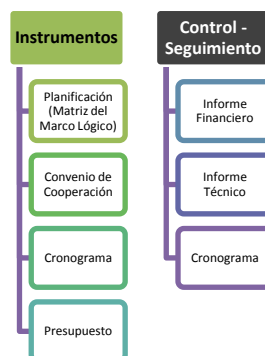 Instrumentos
Planificación
(Matriz del
Marco Lógico)
Convenio de
Cooperación
Cronograma
Presupuesto
Control -
Seguimiento
Informe
Financiero
Informe
Técnico
Cronograma